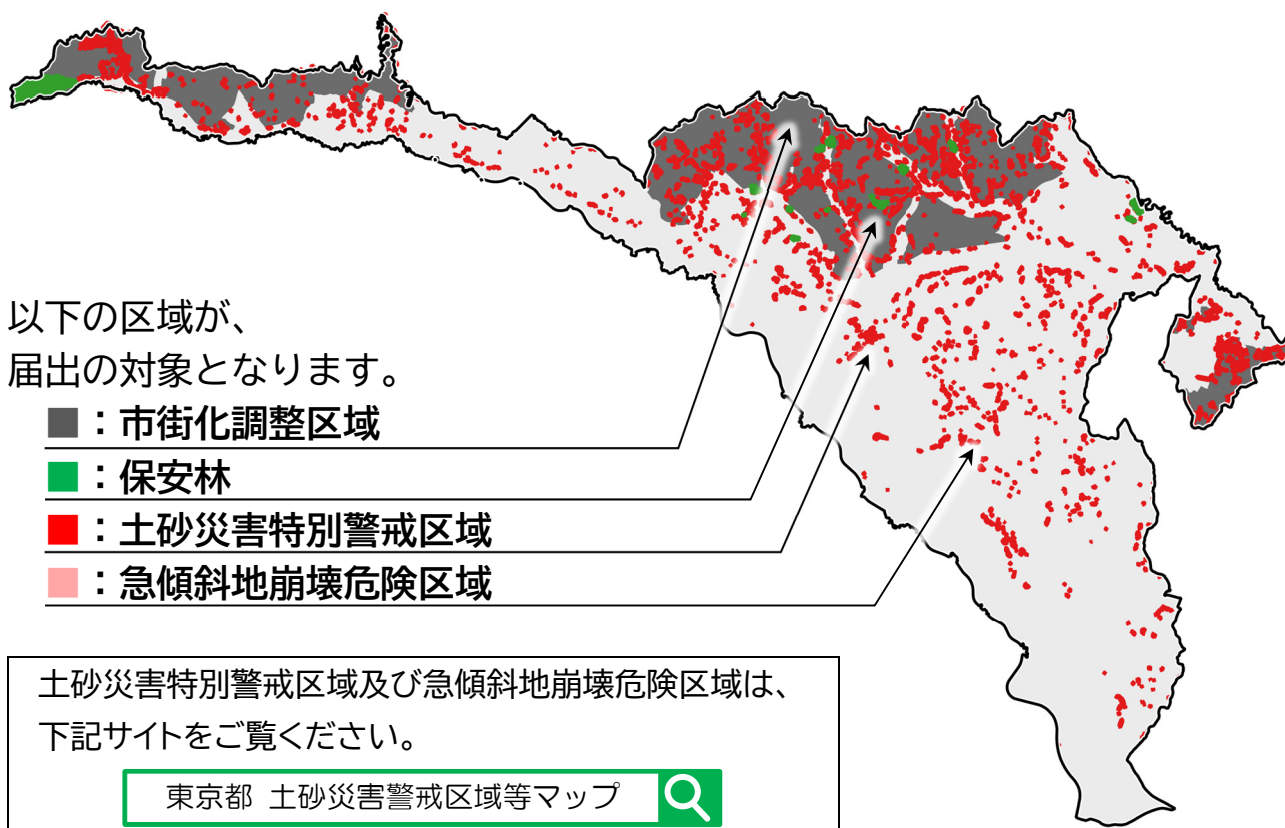 以下の区域が、
届出の対象となります。
■：市街化調整区域
■：保安林
■：土砂災害特別警戒区域
■：急傾斜地崩壊危険区域
土砂災害特別警戒区域及び急傾斜地崩壊危険区域は、
下記サイトをご覧ください。
東京都 土砂災害警戒区域等マップ